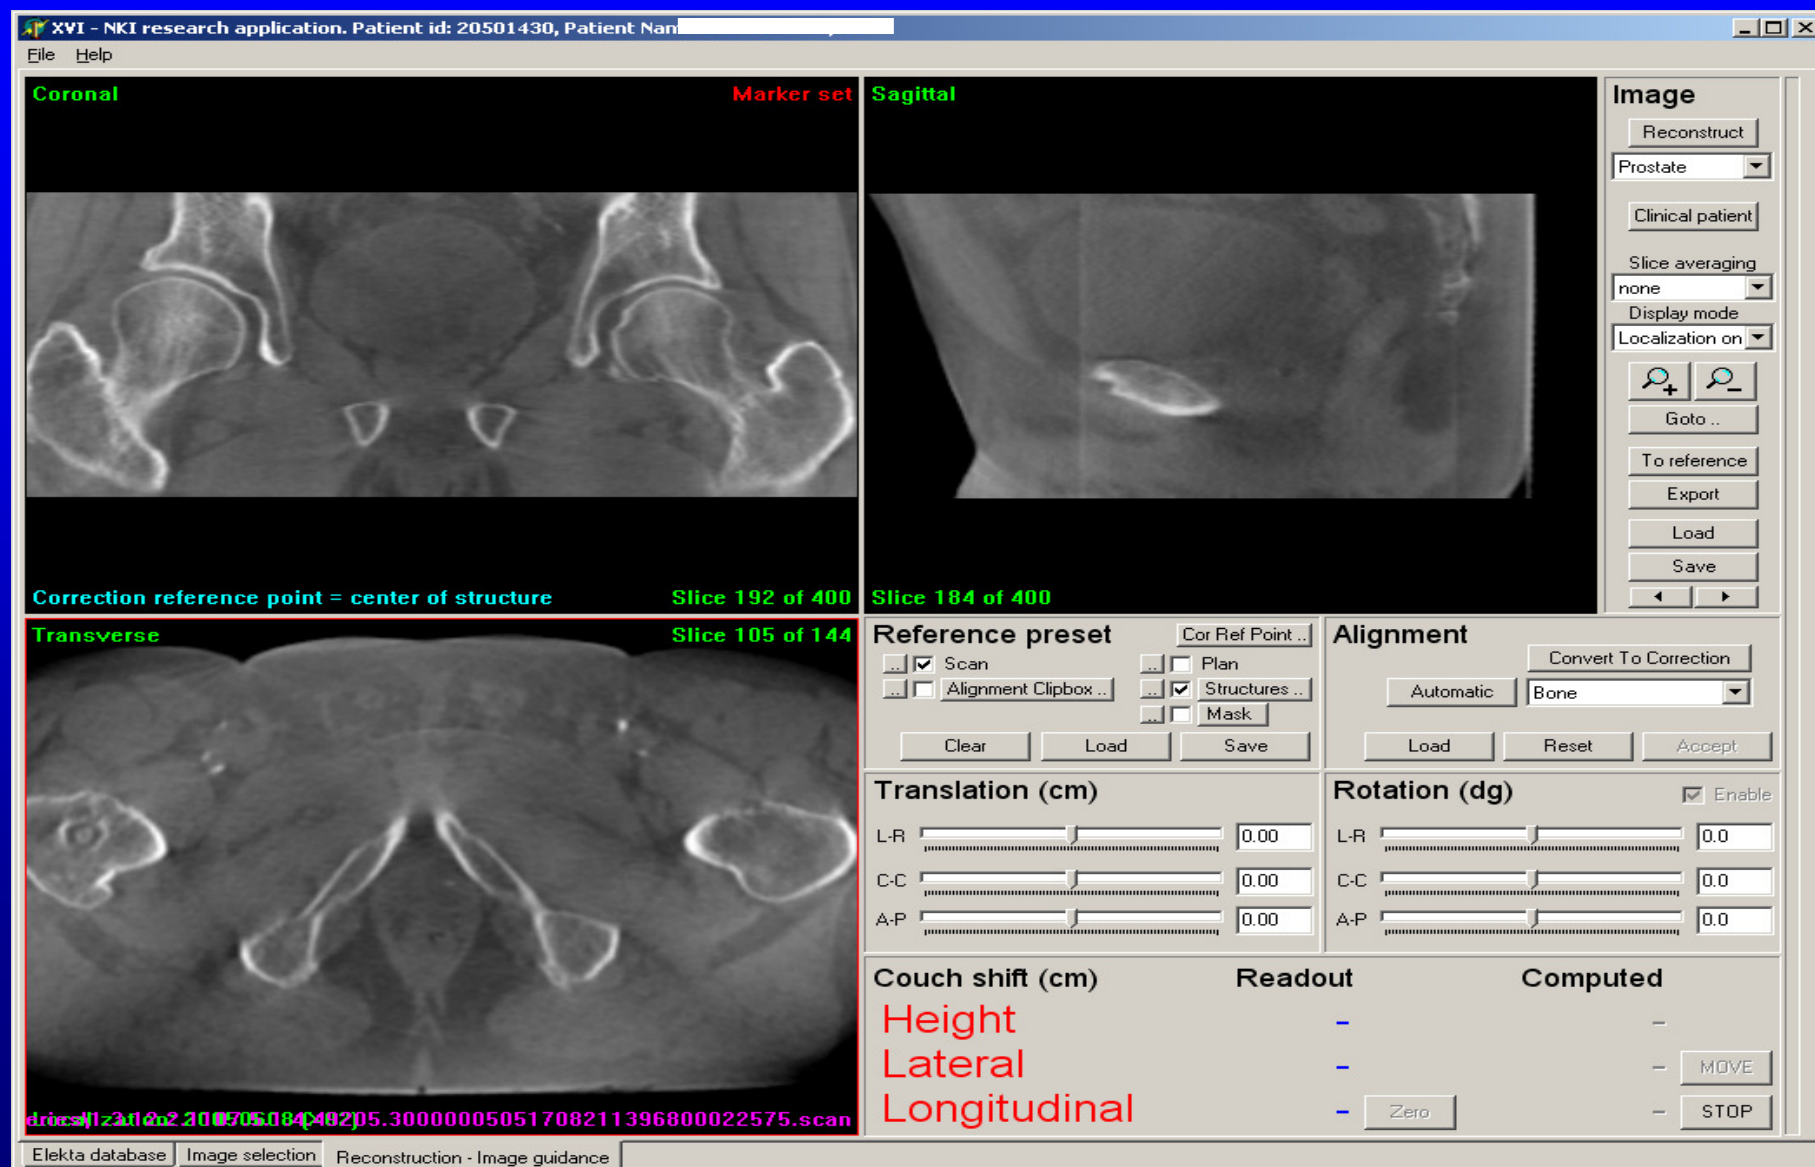 XVI - NKI research application. Patient id: 20501430, Patient Nam
File Help
Coronal
Marker set
Correction reference point = center of structure
Slice 192 of 400
Sagittal
Slice 184 of 400
Image
Reconstruct
Prostate
Clinical patient
Slice averaging
none
Display mode
Localization on
Goto ..
To reference
Export
Load
Save
Transverse
Slice 105 of 144
Reference preset
Cor Ref Point ..
.. Scan
.. Plan
.. Alignment Clipbox ..
.. Structures ..
.. Mask
Clear Load Save
Alignment
Convert To Correction
Automatic Bone
Load Reset Accept
Translation (cm)
L-R 0.00
C-C 0.00
A-P 0.00
Rotation (dg)
Enable
L-R 0.0
C-C 0.0
A-P 0.0
Couch shift (cm) Readout Computed
Height - -
Lateral - - MOVE
Longitudinal - Zero - STOP
Elekta database Image selection Reconstruction - Image guidance